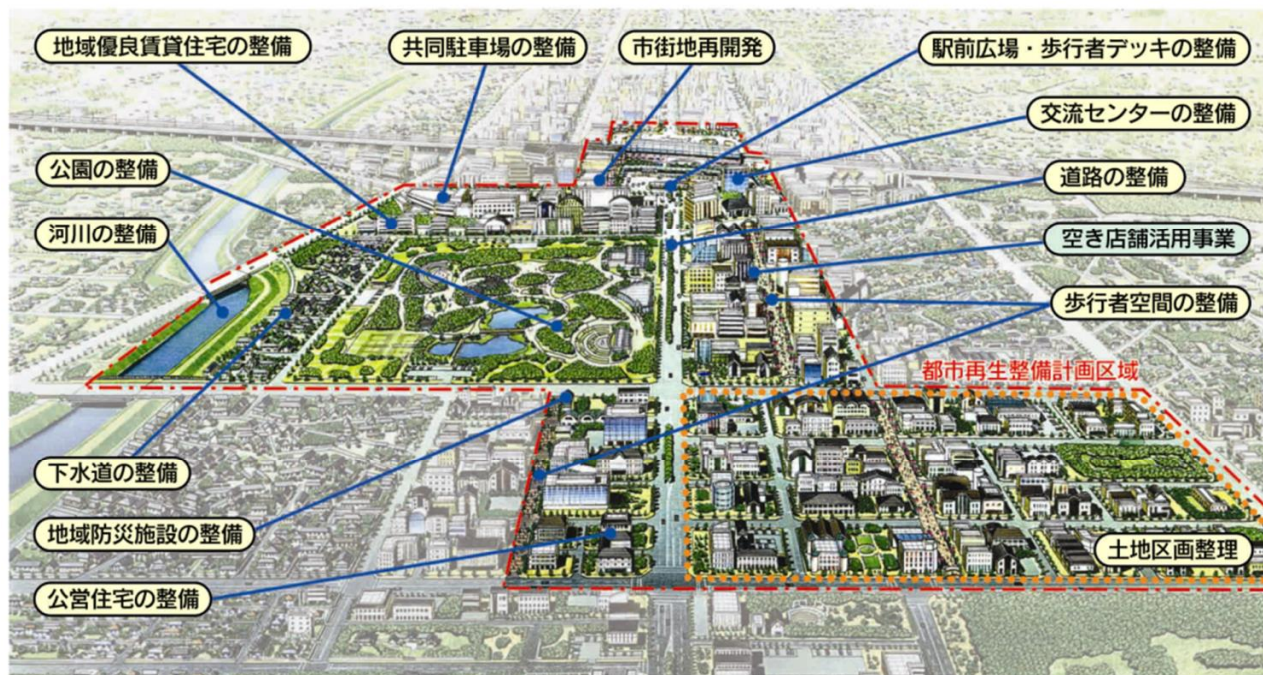 地域優良賃貸住宅の整備
共同駐車場の整備
市街地再開発
駅前広場・歩行者デッキの整備
交流センターの整備
公園の整備
道路の整備
河川の整備
空き店舗活用事業
歩行者空間の整備
都市再生整備計画区域
下水道の整備
地域防災施設の整備
土地区画整理
公営住宅の整備